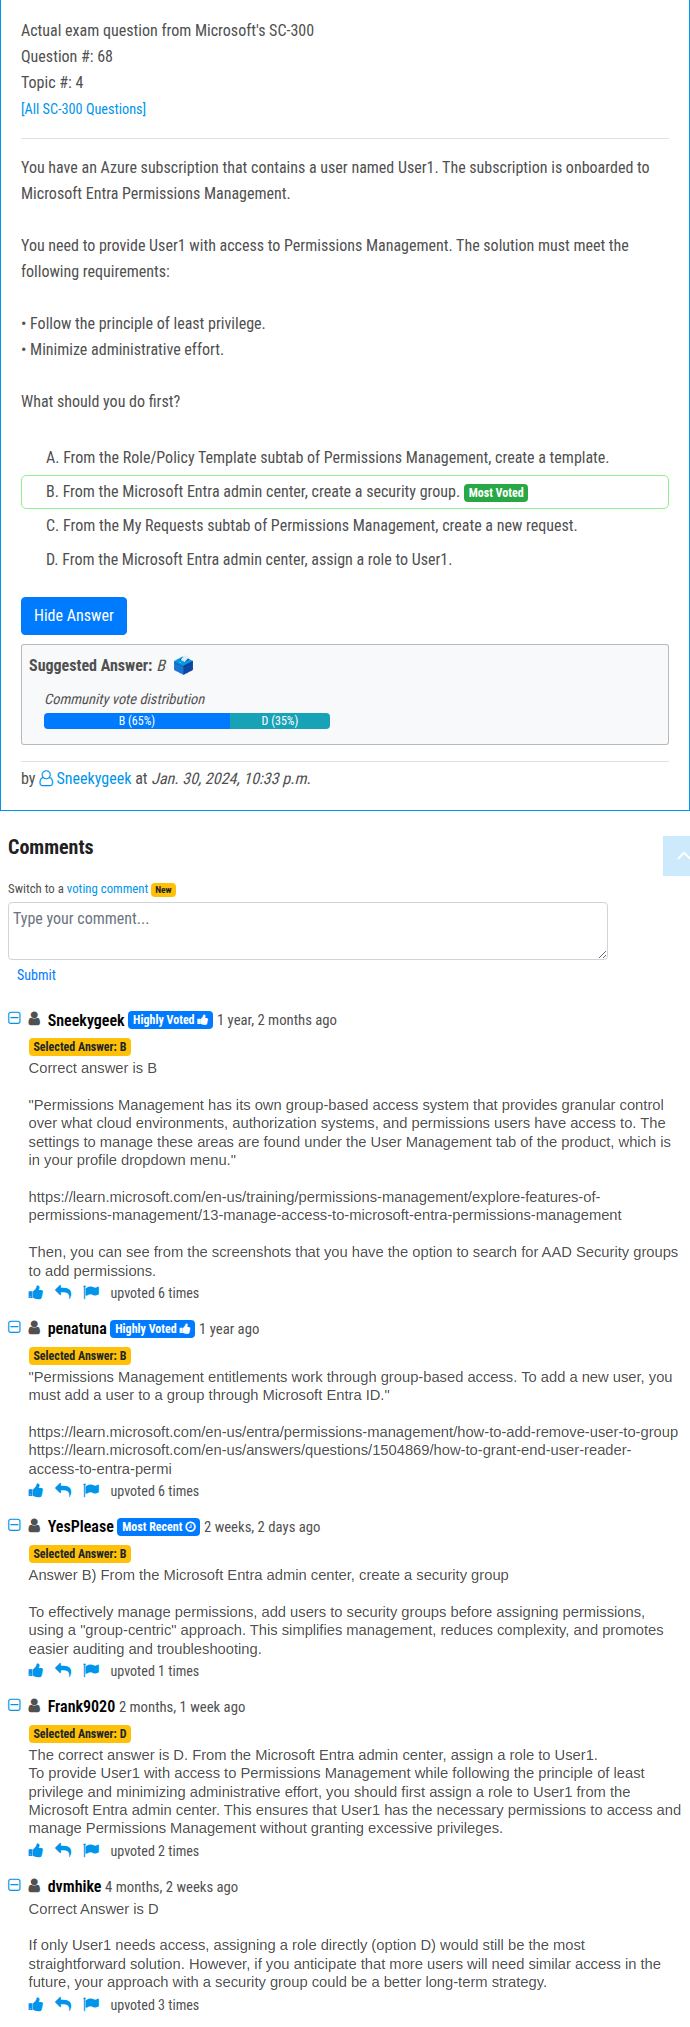 Actual exam question from Microsoft's SC-300
Question #: 68
Topic #: 4
[All SC-300 Questions]
You have an Azure subscription that contains a user named User1. The subscription is onboarded to
Microsoft Entra Permissions Management.
You need to provide User1 with access to Permissions Management. The solution must meet the
following requirements:
• Follow the principle of least privilege.
• Minimize administrative effort.
What should you do first?
A. From the Role/Policy Template subtab of Permissions Management, create a template.
B. From the Microsoft Entra admin center, create a security group. Most Voted
C. From the My Requests subtab of Permissions Management, create a new request.
D. From the Microsoft Entra admin center, assign a role to User1.
Hide Answer
Suggested Answer: B
Community vote distribution
B (65%) D (35%)
by Sneekygeek at Jan. 30, 2024, 10:33 p.m.
Comments
Switch to a voting comment New
Type your comment...
Submit
Sneekygeek Highly Voted 1 year, 2 months ago
Selected Answer: B
Correct answer is B
"Permissions Management has its own group-based access system that provides granular control
over what cloud environments, authorization systems, and permissions users have access to. The
settings to manage these areas are found under the User Management tab of the product, which is
in your profile dropdown menu."
https://learn.microsoft.com/en-us/training/permissions-management/explore-features-of-
permissions-management/13-manage-access-to-microsoft-entra-permissions-management
Then, you can see from the screenshots that you have the option to search for AAD Security groups
to add permissions.
upvoted 6 times
penatuna Highly Voted 1 year ago
Selected Answer: B
"Permissions Management entitlements work through group-based access. To add a new user, you
must add a user to a group through Microsoft Entra ID."
https://learn.microsoft.com/en-us/entra/permissions-management/how-to-add-remove-user-to-group
https://learn.microsoft.com/en-us/answers/questions/1504869/how-to-grant-end-user-reader-
access-to-entra-permi
upvoted 6 times
YesPlease Most Recent 2 weeks, 2 days ago
Selected Answer: B
Answer B) From the Microsoft Entra admin center, create a security group
To effectively manage permissions, add users to security groups before assigning permissions,
using a "group-centric" approach. This simplifies management, reduces complexity, and promotes
easier auditing and troubleshooting.
upvoted 1 times
Frank9020 2 months, 1 week ago
Selected Answer: D
The correct answer is D. From the Microsoft Entra admin center, assign a role to User1.
To provide User1 with access to Permissions Management while following the principle of least
privilege and minimizing administrative effort, you should first assign a role to User1 from the
Microsoft Entra admin center. This ensures that User1 has the necessary permissions to access and
manage Permissions Management without granting excessive privileges.
upvoted 2 times
dvmhike 4 months, 2 weeks ago
Correct Answer is D
If only User1 needs access, assigning a role directly (option D) would still be the most
straightforward solution. However, if you anticipate that more users will need similar access in the
future, your approach with a security group could be a better long-term strategy.
upvoted 3 times